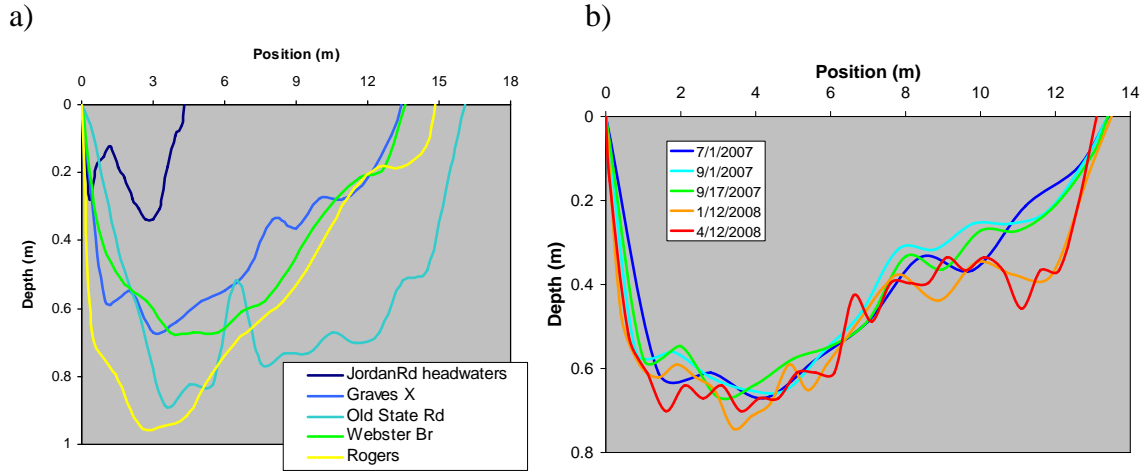 a)
Position (m)
0 3 6 9 12 15 18
0
0.2
0.4
0.6
0.8
1
Depth (m)
JordanRd headwaters
Graves X
Old State Rd
Webster Br
Rogers
b)
Position (m)
0 2 4 6 8 10 12 14
0
0.2
0.4
0.6
0.8
Depth (m)
7/1/2007
9/1/2007
9/17/2007
1/12/2008
4/12/2008